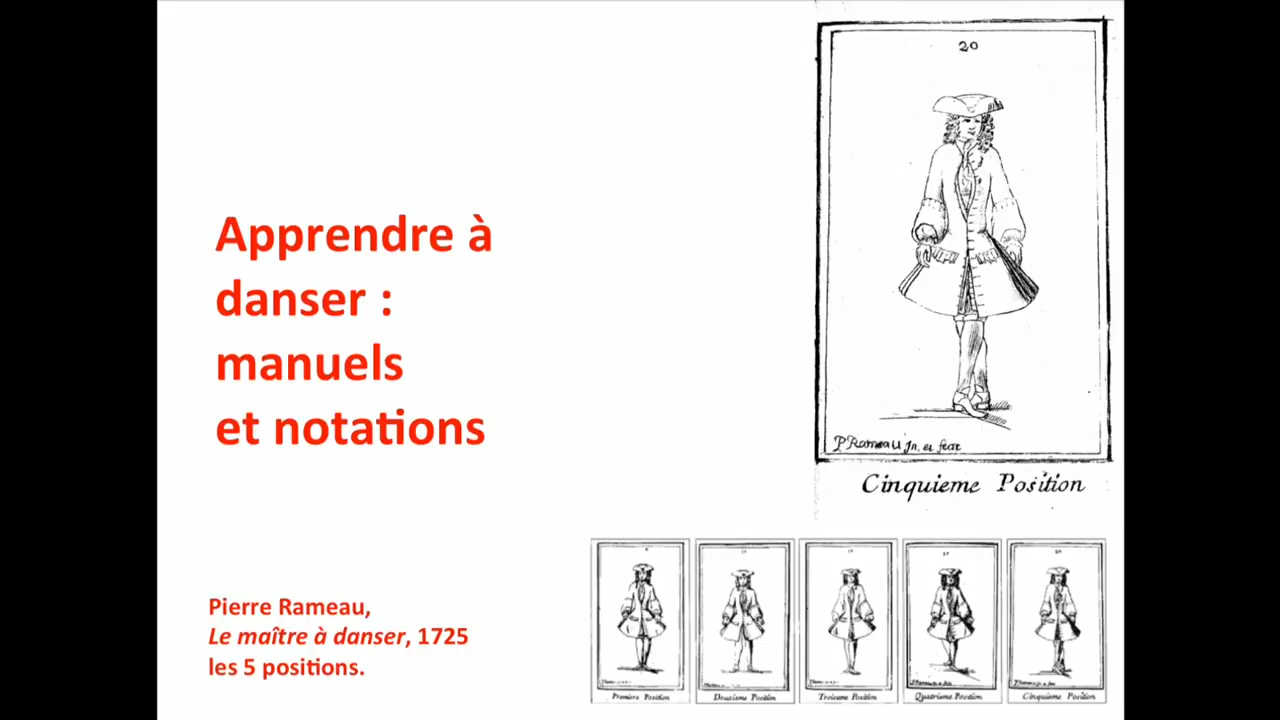 Apprendre à
danser :
manuels
et notations
Pierre Rameau,
Le maître à danser, 1725
les 5 positions.
20
P. Rameau in. et fecit
Cinquieme Position
Premiere Position
Deuxieme Position
Troisieme Position
Quatrieme Position
Cinquieme Position